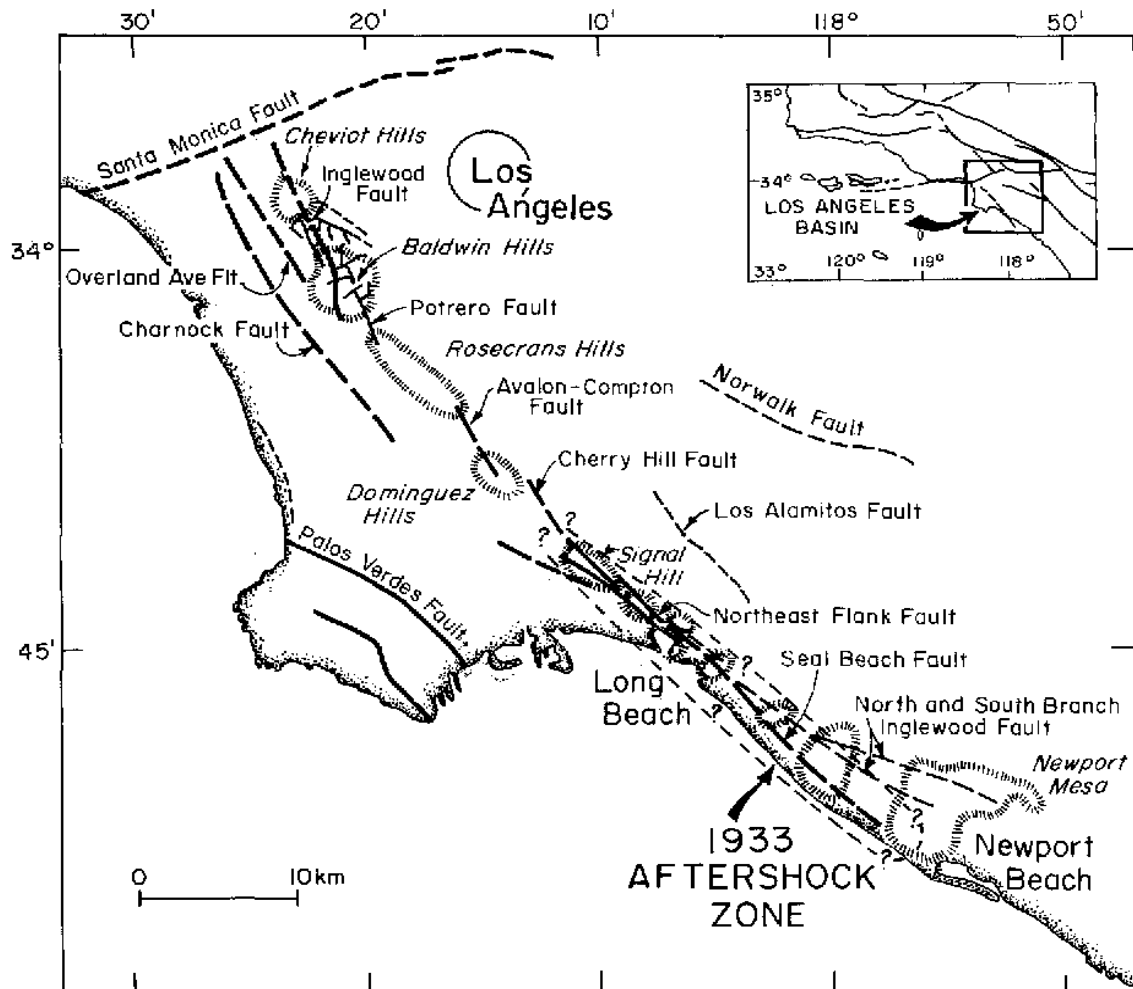 30'
20'
10'
118°
50'
Santa Monica Fault
Cheviot Hills
Inglewood
Fault
Los
Angeles
35°
34°
LOS ANGELES
BASIN
33°
120°
119°
118°
34°
Baldwin Hills
Overland Ave Flt.
Potrero Fault
Charnock Fault
Rosecrans Hills
Avalon-Compron
Fault
Norwalk Fault
Cherry Hill Fault
Dominguez
Hills
Los Alamitos Fault
?
?
Signal
Hill
Palos Verdes Fault
Northeast Flank Fault
45'
Seal Beach Fault
?
Long
Beach
?
North and South Branch
Inglewood Fault
Newport
Mesa
?
1933
AFTERSHOCK
ZONE
?
Newport
Beach
0
10 km